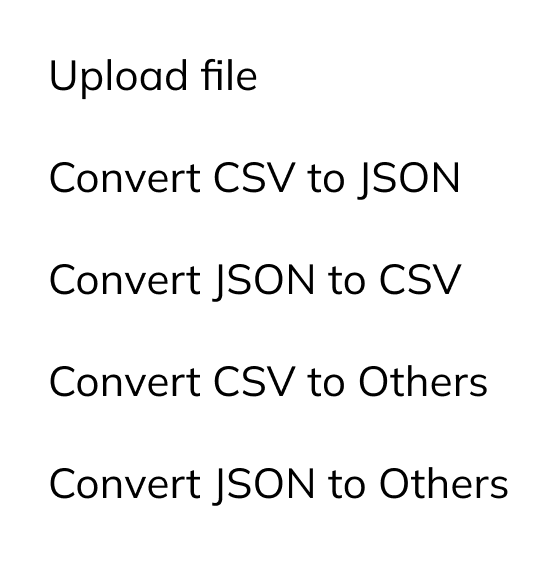 Upload file
Convert CSV to JSON
Convert JSON to CSV
Convert CSV to Others
Convert JSON to Others